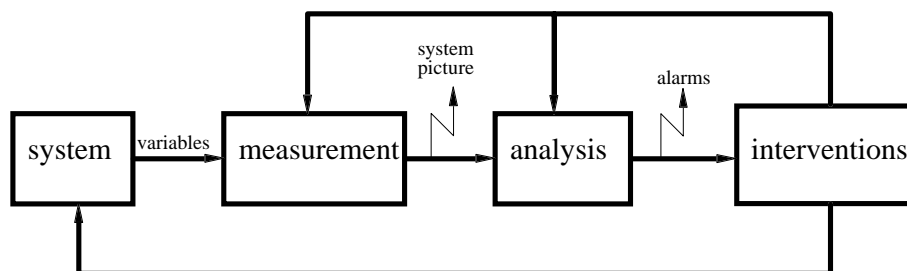 system
picture
alarms
system
variables
measurement
analysis
interventions